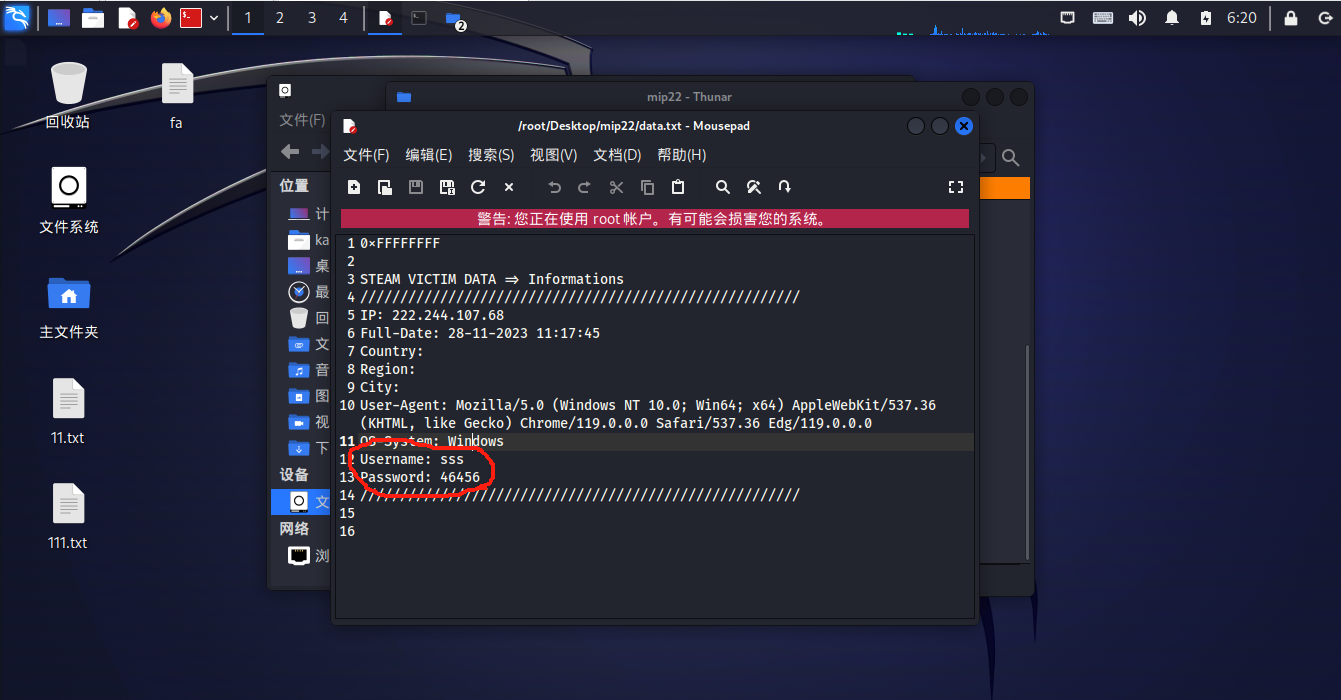 1 2 3 4 2 6:20
回收站
fa
文件系统
主文件夹
11.txt
111.txt
mip22 - Thunar
文件(F)
位置
计
ka
桌
最
回
文
音
图
视
下
设备
文
网络
浏
/root/Desktop/mip22/data.txt - Mousepad
文件(F) 编辑(E) 搜索(S) 视图(V) 文档(D) 帮助(H)
警告: 您正在使用 root 帐户。有可能会损害您的系统。
1 0×FFFFFFFF
2
3 STEAM VICTIM DATA ⇒ Informations
4 ///////////////////////////////////////////////////////
5 IP: 222.244.107.68
6 Full-Date: 28-11-2023 11:17:45
7 Country:
8 Region:
9 City:
10 User-Agent: Mozilla/5.0 (Windows NT 10.0; Win64; x64) AppleWebKit/537.36
(KHTML, like Gecko) Chrome/119.0.0.0 Safari/537.36 Edg/119.0.0.0
11 OS-System: Windows
12 Username: sss
13 Password: 46456
14 ///////////////////////////////////////////////////////
15
16